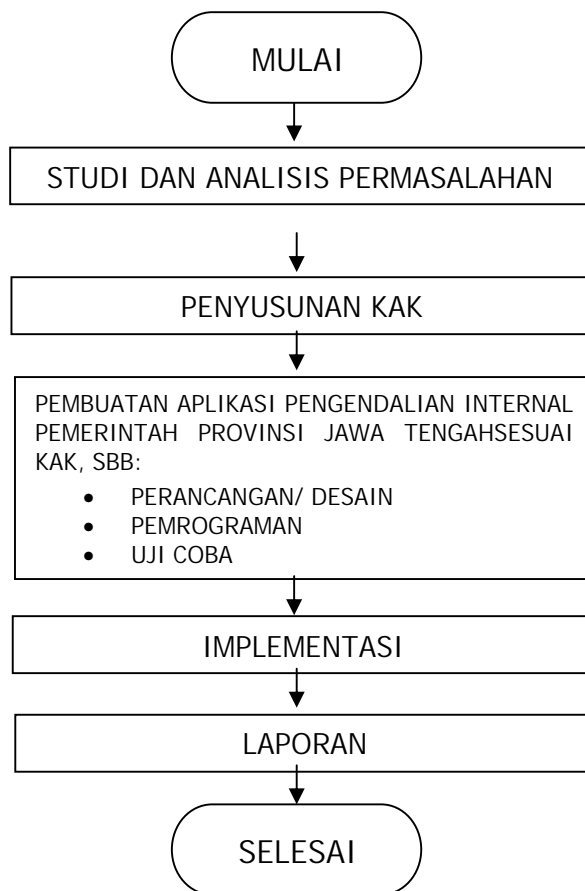 MULAI
STUDI DAN ANALISIS PERMASALAHAN
PENYUSUNAN KAK
PEMBUATAN APLIKASI PENGENDALIAN INTERNAL
PEMERINTAH PROVINSI JAWA TENGAHSESUAI
KAK, SBB:
• PERANCANGAN/ DESAIN
• PEMROGRAMAN
• UJI COBA
IMPLEMENTASI
LAPORAN
SELESAI